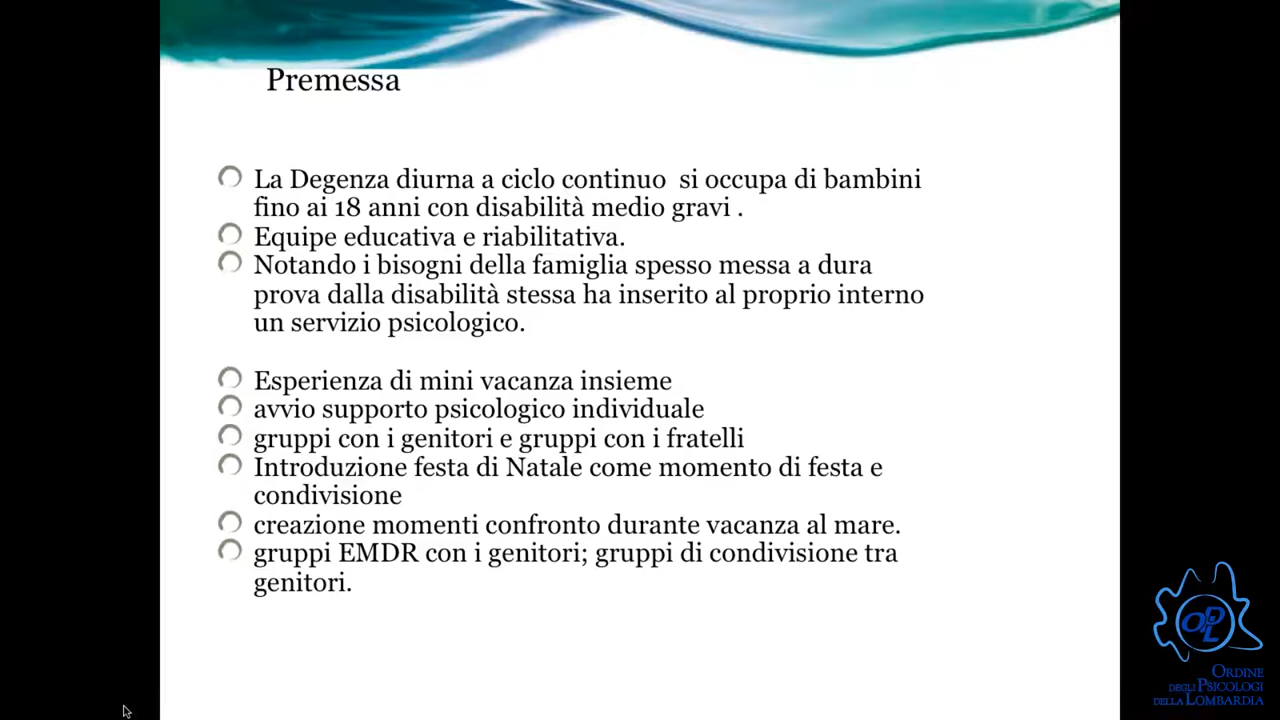 Premessa
La Degenza diurna a ciclo continuo  si occupa di bambini
fino ai 18 anni con disabilità medio gravi .
Equipe educativa e riabilitativa.
Notando i bisogni della famiglia spesso messa a dura
prova dalla disabilità stessa ha inserito al proprio interno
un servizio psicologico.
Esperienza di mini vacanza insieme
avvio supporto psicologico individuale
gruppi con i genitori e gruppi con i fratelli
Introduzione festa di Natale come momento di festa e
condivisione
creazione momenti confronto durante vacanza al mare.
gruppi EMDR con i genitori; gruppi di condivisione tra
genitori.
OPL
ORDINE
DEGLI PSICOLOGI
DELLA LOMBARDIA